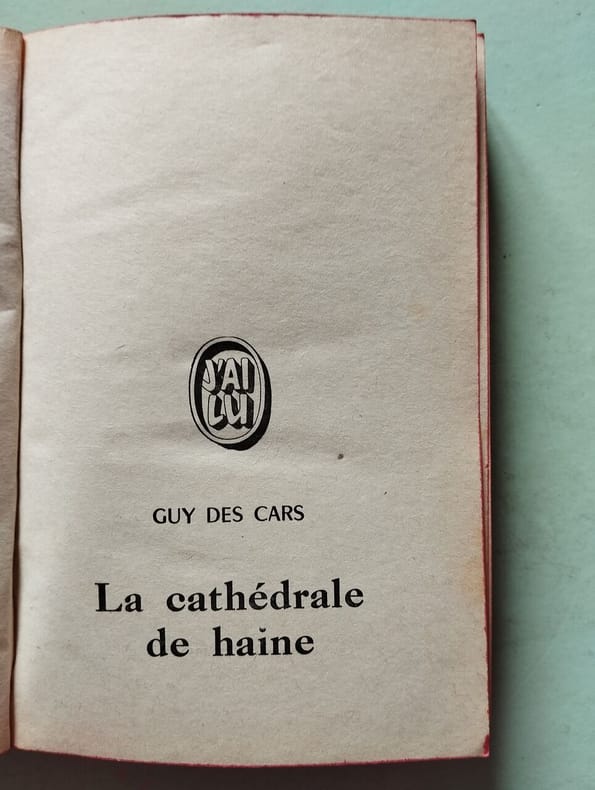 J'AI
LU
GUY DES CARS
La cathédrale
de haine